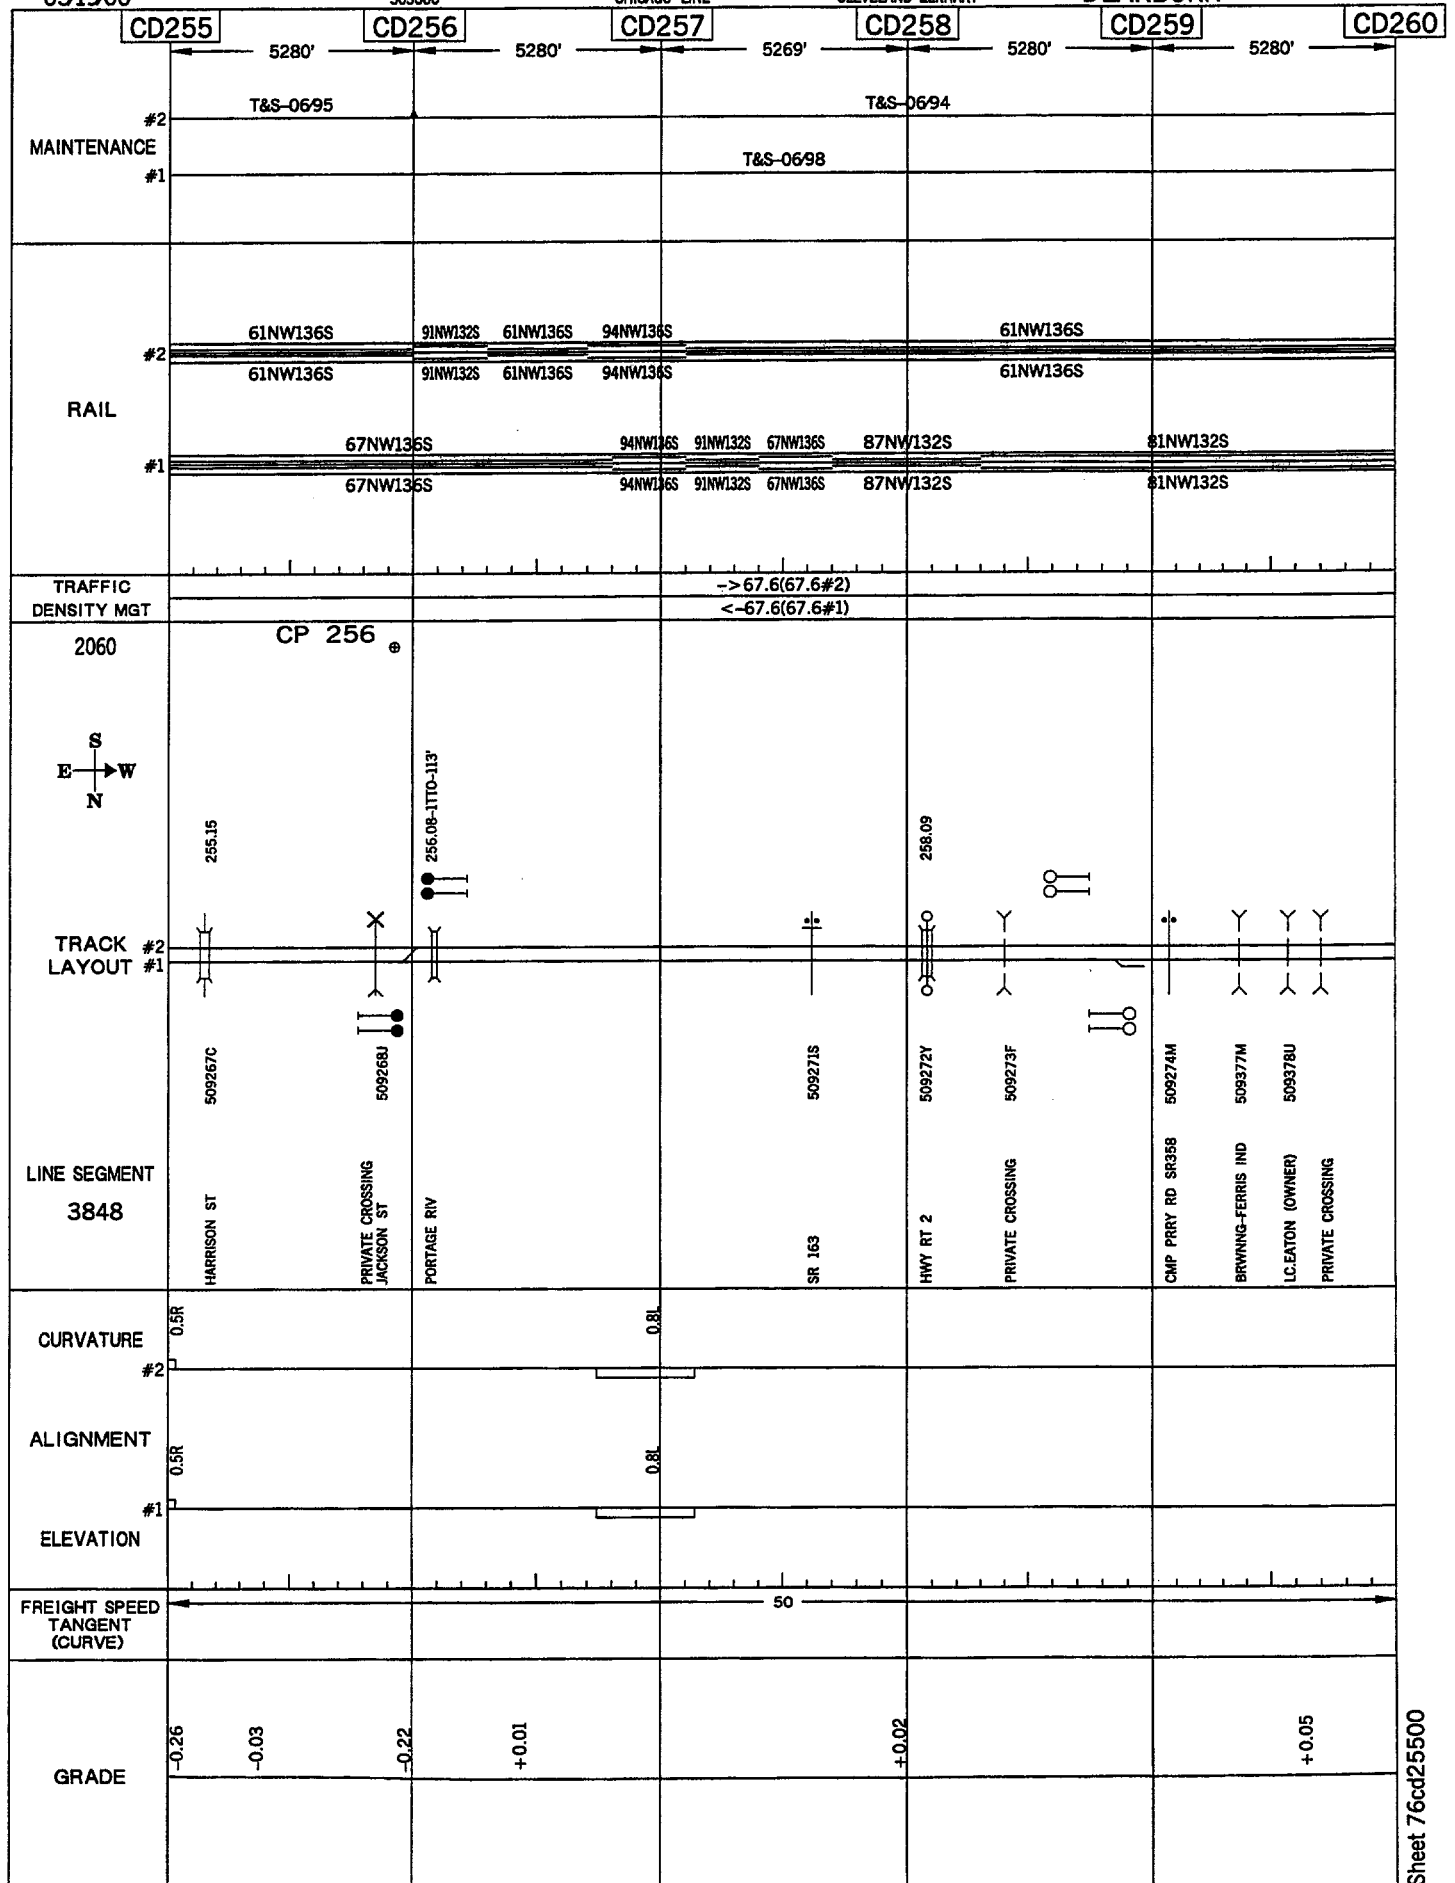 CD255 CD256 CD257 CD258 CD259 CD260
5280' 5280' 5269' 5280' 5280'
T&S-06/95 T&S-06/94
#2
MAINTENANCE
T&S-06/98
#1
61NW136S 91NW132S 61NW136S 94NW136S 61NW136S
#2
61NW136S 91NW132S 61NW136S 94NW136S 61NW136S
RAIL
67NW136S 94NW136S 91NW132S 67NW136S 87NW132S 81NW132S
#1
67NW136S 94NW136S 91NW132S 67NW136S 87NW132S 81NW132S
TRAFFIC
->67.6(67.6#2)
DENSITY MGT
<-67.6(67.6#1)
2060
CP 256
S
E W
N
255.15
256.08-1TTO-113'
258.09
TRACK #2
LAYOUT #1
509267C
509268J
509271S
509272Y
509273F
509274M
509377M
509378U
LINE SEGMENT
3848
HARRISON ST
PRIVATE CROSSING
JACKSON ST
PORTAGE RIV
SR 163
HWY RT 2
PRIVATE CROSSING
CMP PRRY RD SR358
BRWNNG-FERRIS IND
LC.EATON (OWNER)
PRIVATE CROSSING
0.5R 0.8L
CURVATURE
#2
ALIGNMENT
0.5R 0.8L
#1
ELEVATION
FREIGHT SPEED
TANGENT
(CURVE)
50
-0.26 -0.03 -0.22 +0.01 +0.02 +0.05
GRADE
Sheet 76cd25500